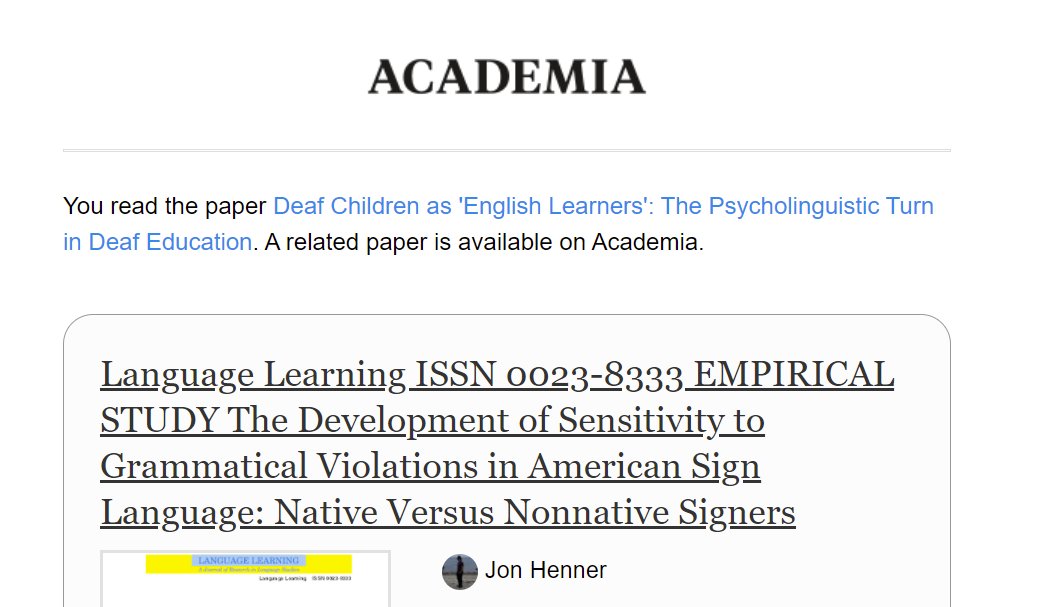 ACADEMIA
You read the paper Deaf Children as 'English Learners': The Psycholinguistic Turn
in Deaf Education. A related paper is available on Academia.
Language Learning ISSN 0023-8333 EMPIRICAL
STUDY The Development of Sensitivity to
Grammatical Violations in American Sign
Language: Native Versus Nonnative Signers
LANGUAGE LEARNING
A Journal of Research in Language Studies
Language Learning ISSN 0023-8333
Jon Henner